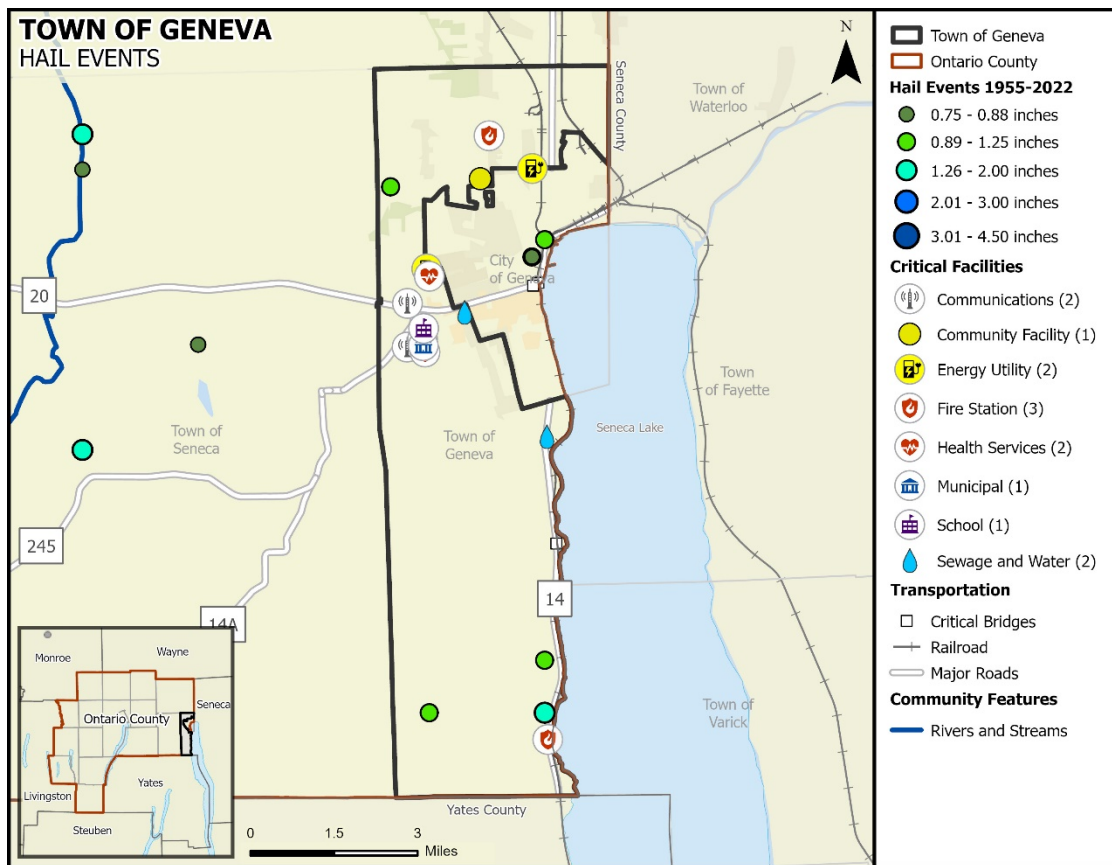 TOWN OF GENEVA
HAIL EVENTS
N
Seneca County
Town of
Waterloo
City
of Geneva
20
Town of
Fayette
Town of
Seneca
Town of
Geneva
Seneca Lake
245
14
14A
Town of
Varick
Yates County
Monroe
Wayne
Seneca
Ontario County
Yates
Livingston
Steuben
0
1.5
3
Miles
Town of Geneva
Ontario County
Hail Events 1955-2022
0.75 - 0.88 inches
0.89 - 1.25 inches
1.26 - 2.00 inches
2.01 - 3.00 inches
3.01 - 4.50 inches
Critical Facilities
Communications (2)
Community Facility (1)
Energy Utility (2)
Fire Station (3)
Health Services (2)
Municipal (1)
School (1)
Sewage and Water (2)
Transportation
Critical Bridges
Railroad
Major Roads
Community Features
Rivers and Streams